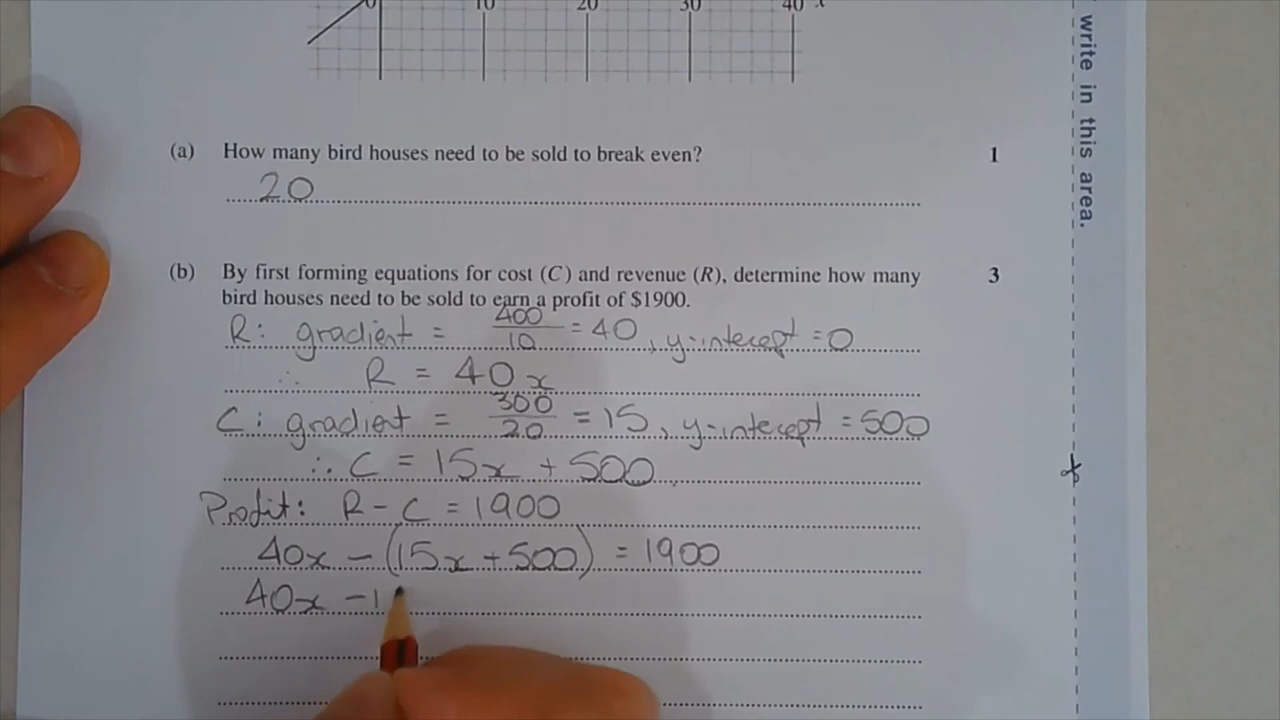 0 10 20 30 40 x
(a) How many bird houses need to be sold to break even? 1
20
(b) By first forming equations for cost (C) and revenue (R), determine how many 3
bird houses need to be sold to earn a profit of $1900.
R: gradient = 400/10 = 40, y-intercept = 0
∴ R = 40x
C: gradient = 300/20 = 15, y-intercept = 500
∴ C = 15x + 500
Profit: R - C = 1900
40x - (15x + 500) = 1900
40x - 1
write in this area.